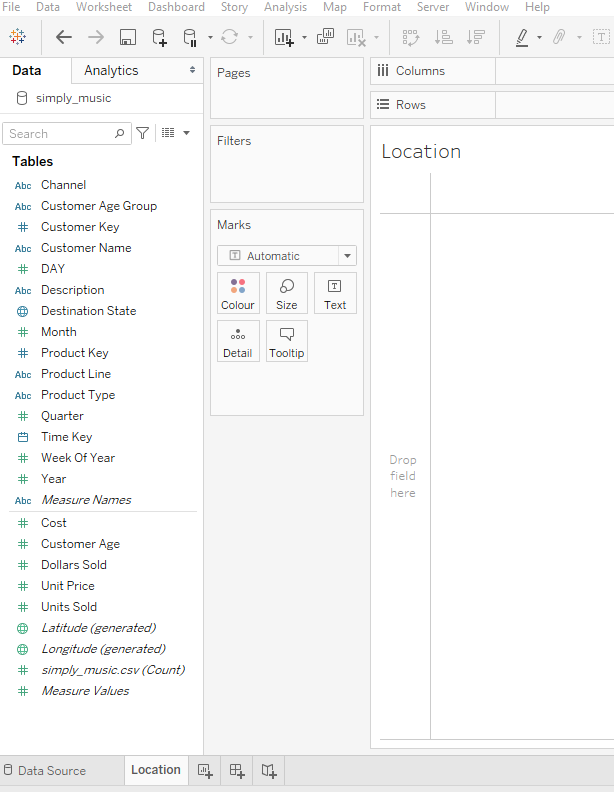 File Data Worksheet Dashboard Story Analysis Map Format Server Window Help
Data Analytics
simply_music
Search
Tables
Abc Channel
Abc Customer Age Group
# Customer Key
Abc Customer Name
# DAY
Abc Description
Destination State
# Month
# Product Key
Abc Product Line
Abc Product Type
# Quarter
Time Key
# Week Of Year
# Year
Abc Measure Names
# Cost
# Customer Age
# Dollars Sold
# Unit Price
# Units Sold
Latitude (generated)
Longitude (generated)
# simply_music.csv (Count)
# Measure Values
Pages
Filters
Marks
T Automatic
Colour Size Text
Detail Tooltip
Columns
Rows
Location
Drop
field
here
Data Source Location